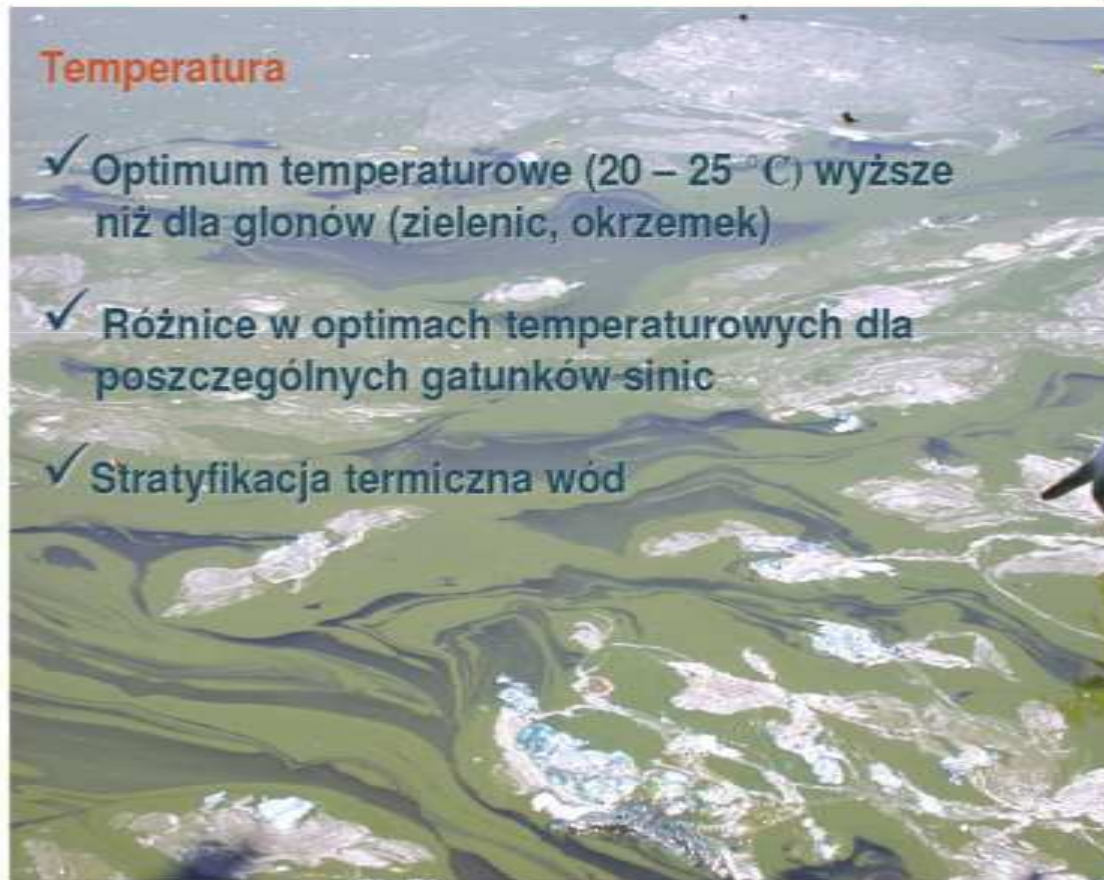 Temperatura
✓ Optimum temperaturowe (20 – 25 °C) wyższe
niż dla glonów (zielenic, okrzemek)
✓ Różnice w optimach temperaturowych dla
poszczególnych gatunków sinic
✓ Stratyfikacja termiczna wód